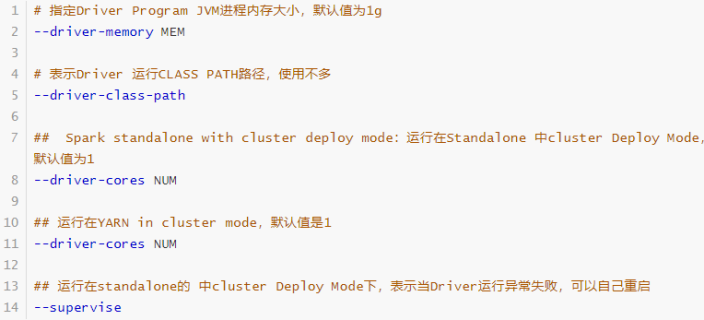 1 # 指定Driver Program JVM进程内存大小，默认值为1g
2 --driver-memory MEM
3
4 # 表示Driver 运行CLASS PATH路径，使用不多
5 --driver-class-path
6
7 ##  Spark standalone with cluster deploy mode：运行在Standalone 中cluster Deploy Mode，
默认值为1
8 --driver-cores NUM
9
10 ## 运行在YARN in cluster mode，默认值是1
11 --driver-cores NUM
12
13 ## 运行在standalone的 中cluster Deploy Mode下，表示当Driver运行异常失败，可以自己重启
14 --supervise